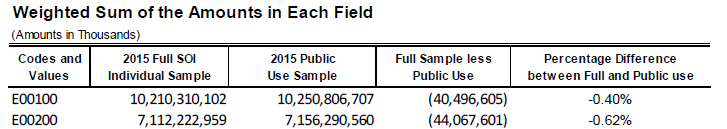 Weighted Sum of the Amounts in Each Field
(Amounts in Thousands)
Codes and Values 2015 Full SOI Individual Sample 2015 Public Use Sample Full Sample less Public Use Percentage Difference between Full and Public use
E00100 10,210,310,102 10,250,806,707 (40,496,605) -0.40%
E00200 7,112,222,959 7,156,290,560 (44,067,601) -0.62%